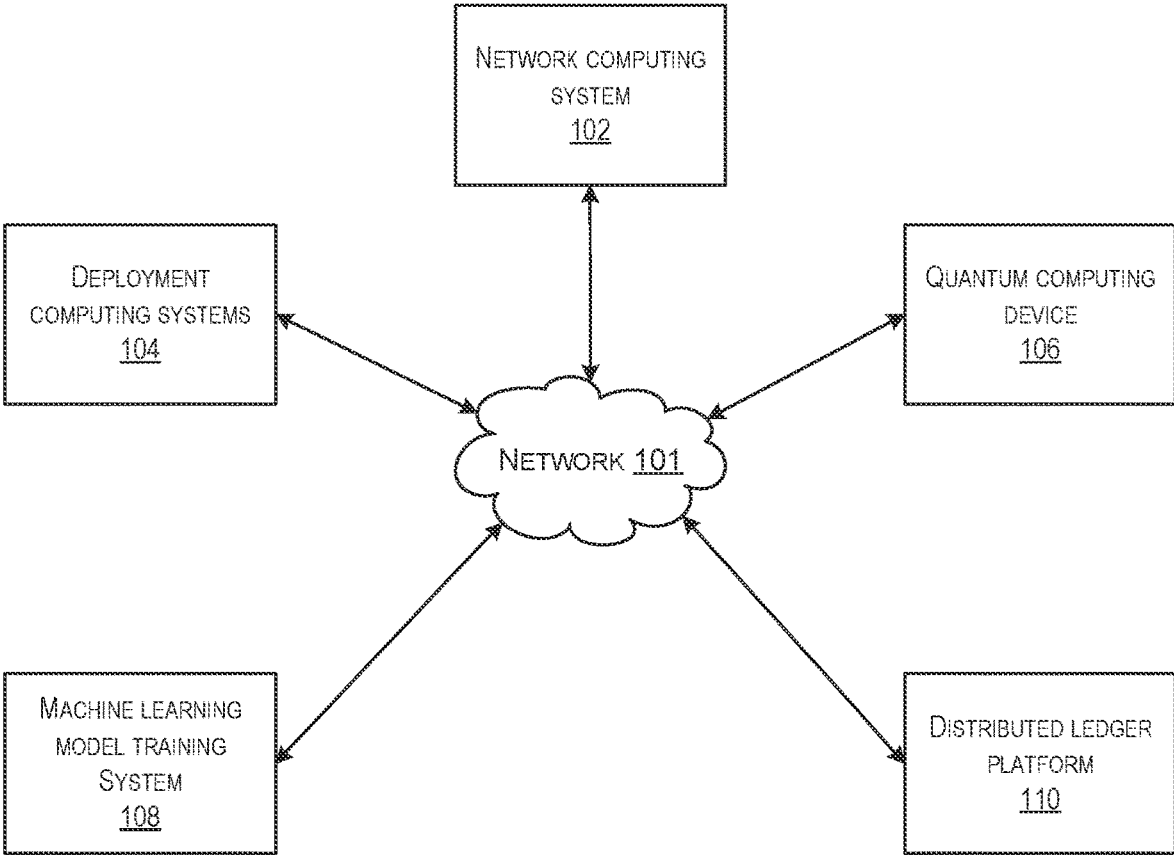 NETWORK COMPUTING
SYSTEM
102
DEPLOYMENT
COMPUTING SYSTEMS
104
QUANTUM COMPUTING
DEVICE
106
NETWORK 101
MACHINE LEARNING
MODEL TRAINING
SYSTEM
108
DISTRIBUTED LEDGER
PLATFORM
110